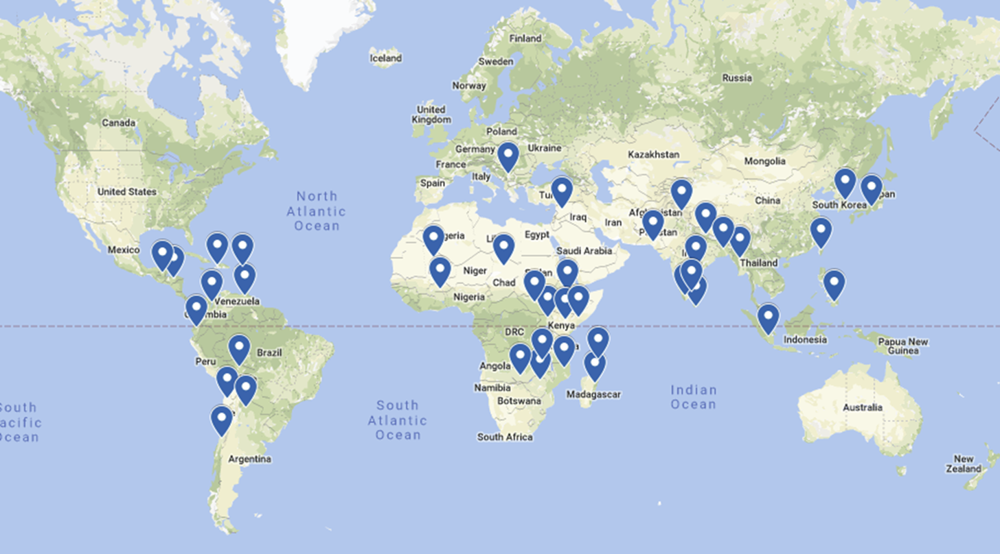 Finland
Iceland
Sweden
Russia
Norway
United
Kingdom
Canada
Poland
Germany
Ukraine
France
Kazakhstan
Mongolia
Italy
Spain
United States
North
Atlantic
Ocean
China
South Korea
Iraq
Iran
Egypt
Mexico
Saudi Arabia
Thailand
Niger
Chad
Nigeria
Venezuela
Kenya
DRC
Indonesia
Papua New
Guinea
Brazil
Peru
Angola
Namibia
Botswana
Madagascar
Indian
Ocean
South
Atlantic
Ocean
Australia
South Africa
Argentina
New
Zealand